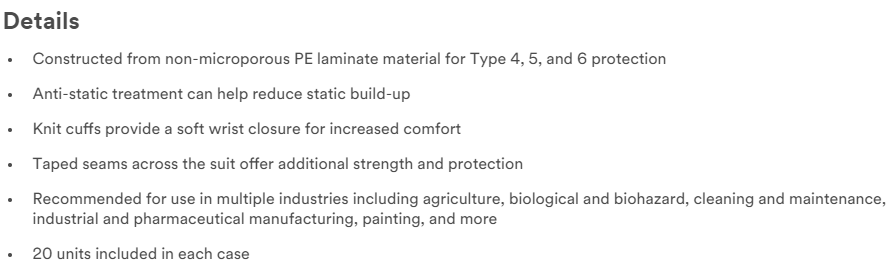 Details
• Constructed from non-microporous PE laminate material for Type 4, 5, and 6 protection
• Anti-static treatment can help reduce static build-up
• Knit cuffs provide a soft wrist closure for increased comfort
• Taped seams across the suit offer additional strength and protection
• Recommended for use in multiple industries including agriculture, biological and biohazard, cleaning and maintenance,
industrial and pharmaceutical manufacturing, painting, and more
• 20 units included in each case